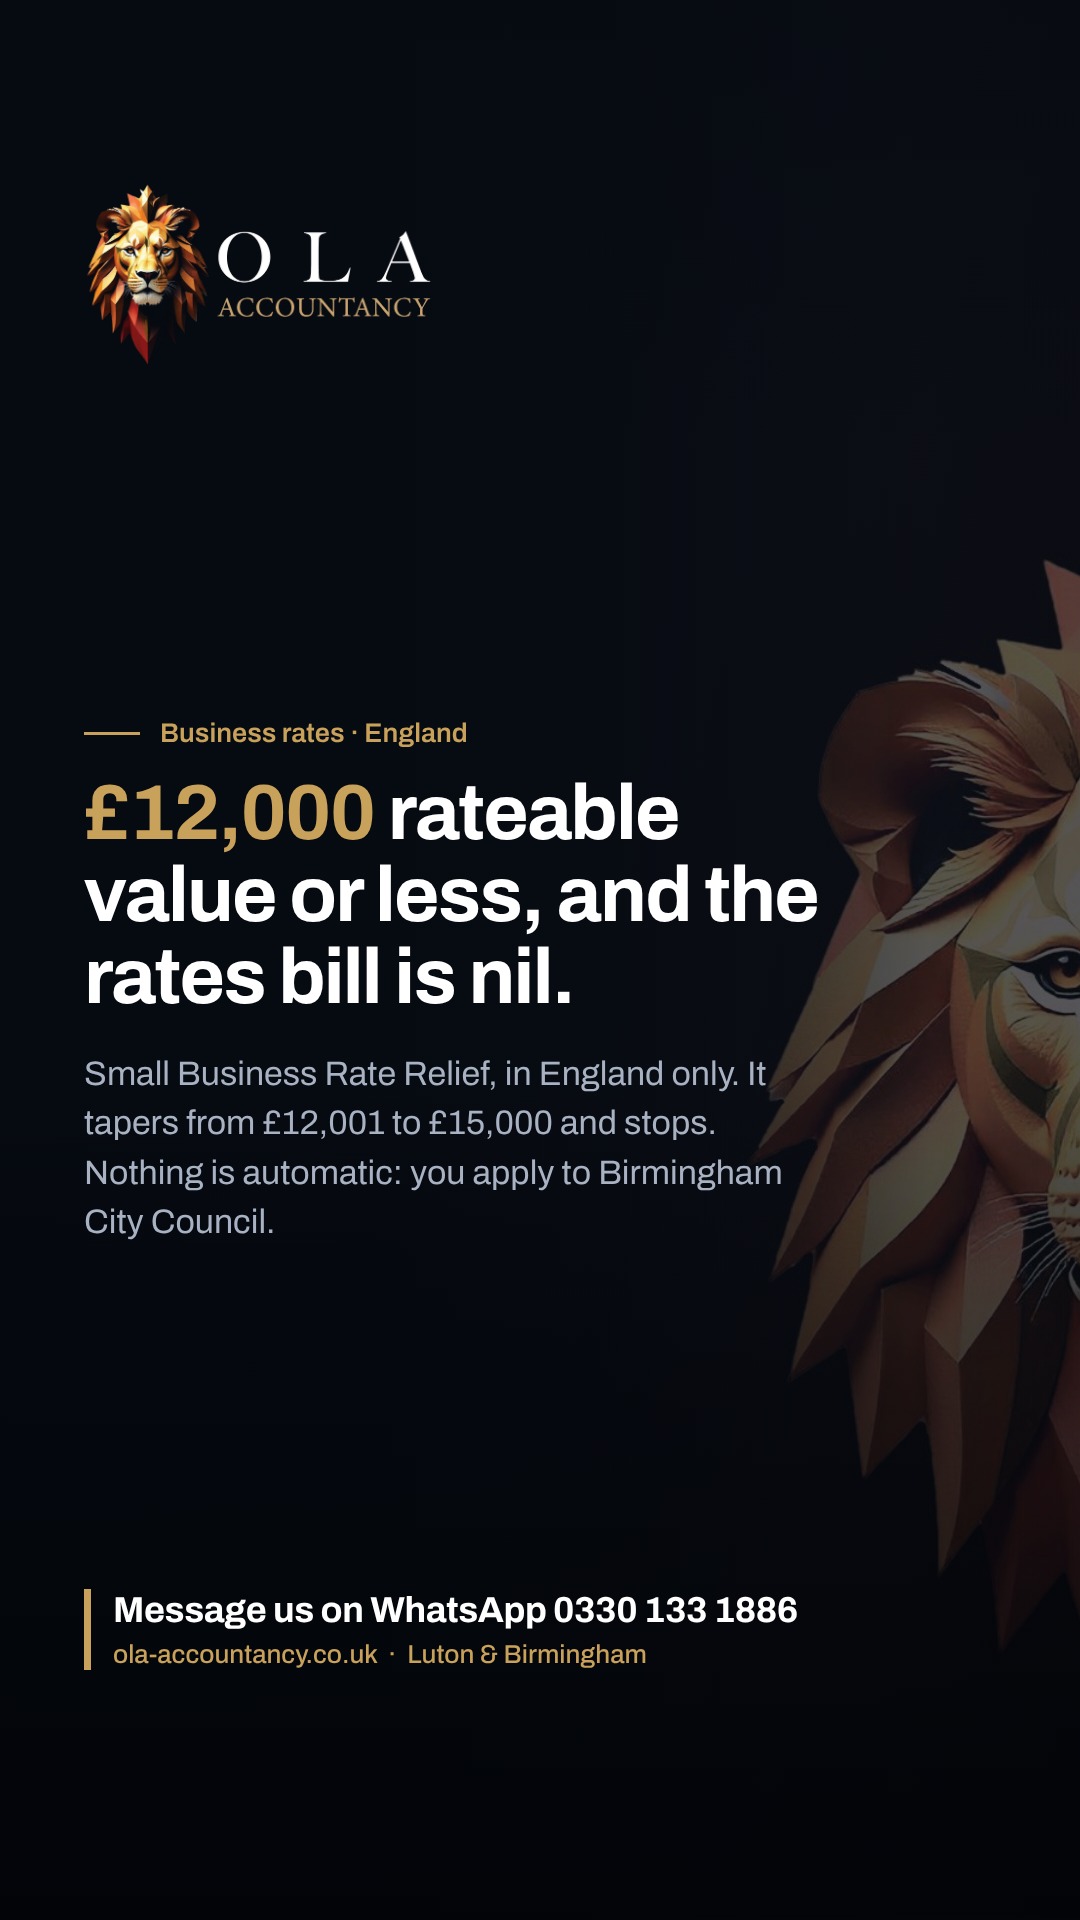 OLA
ACCOUNTANCY
Business rates · England
£12,000 rateable
value or less, and the
rates bill is nil.
Small Business Rate Relief, in England only. It
tapers from £12,001 to £15,000 and stops.
Nothing is automatic: you apply to Birmingham
City Council.
Message us on WhatsApp 0330 133 1886
ola-accountancy.co.uk · Luton & Birmingham